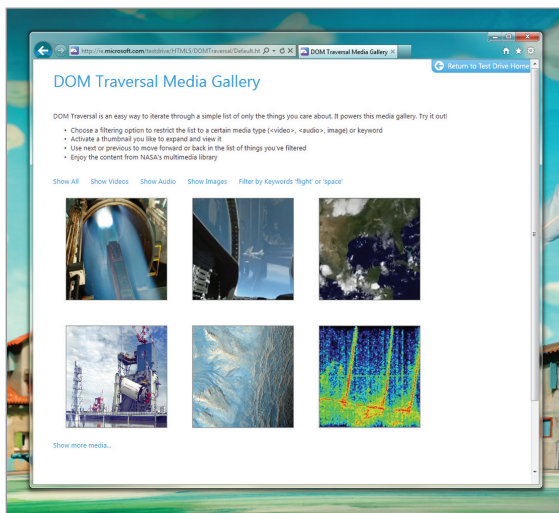 http://ie.microsoft.com/testdrive/HTML5/DOMTraversal/Default.ht
DOM Traversal Media Gallery
Return to Test Drive Home
DOM Traversal Media Gallery
DOM Traversal is an easy way to iterate through a simple list of only the things you care about. It powers this media gallery. Try it out!
• Choose a filtering option to restrict the list to a certain media type (<video>, <audio>, image) or keyword
• Activate a thumbnail you like to expand and view it
• Use next or previous to move forward or back in the list of things you've filtered
• Enjoy the content from NASA's multimedia library
Show All Show Videos Show Audio Show Images Filter by Keywords 'flight' or 'space'
Show more media...